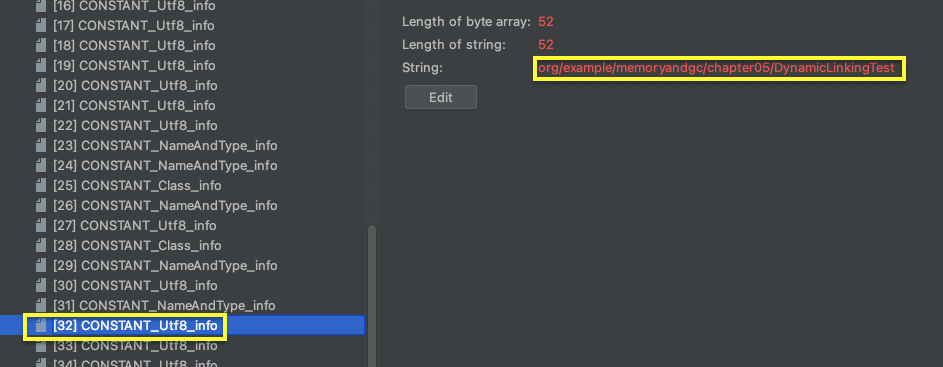 [16] CONSTANT_Utf8_info
[17] CONSTANT_Utf8_info
[18] CONSTANT_Utf8_info
[19] CONSTANT_Utf8_info
[20] CONSTANT_Utf8_info
[21] CONSTANT_Utf8_info
[22] CONSTANT_Utf8_info
[23] CONSTANT_NameAndType_info
[24] CONSTANT_NameAndType_info
[25] CONSTANT_Class_info
[26] CONSTANT_NameAndType_info
[27] CONSTANT_Utf8_info
[28] CONSTANT_Class_info
[29] CONSTANT_NameAndType_info
[30] CONSTANT_Utf8_info
[31] CONSTANT_NameAndType_info
[32] CONSTANT_Utf8_info
[33] CONSTANT_Utf8_info
[34] CONSTANT_Utf8_info
Length of byte array: 52
Length of string: 52
String: org/example/memoryandgc/chapter05/DynamicLinkingTest
Edit